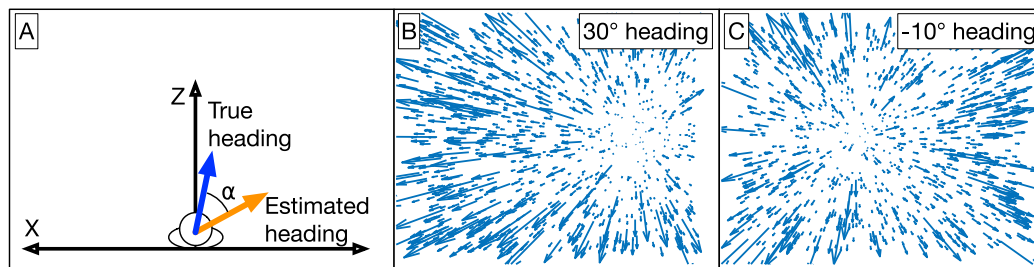 A
Z
True
heading
α
Estimated
heading
X
B
30° heading
C
-10° heading